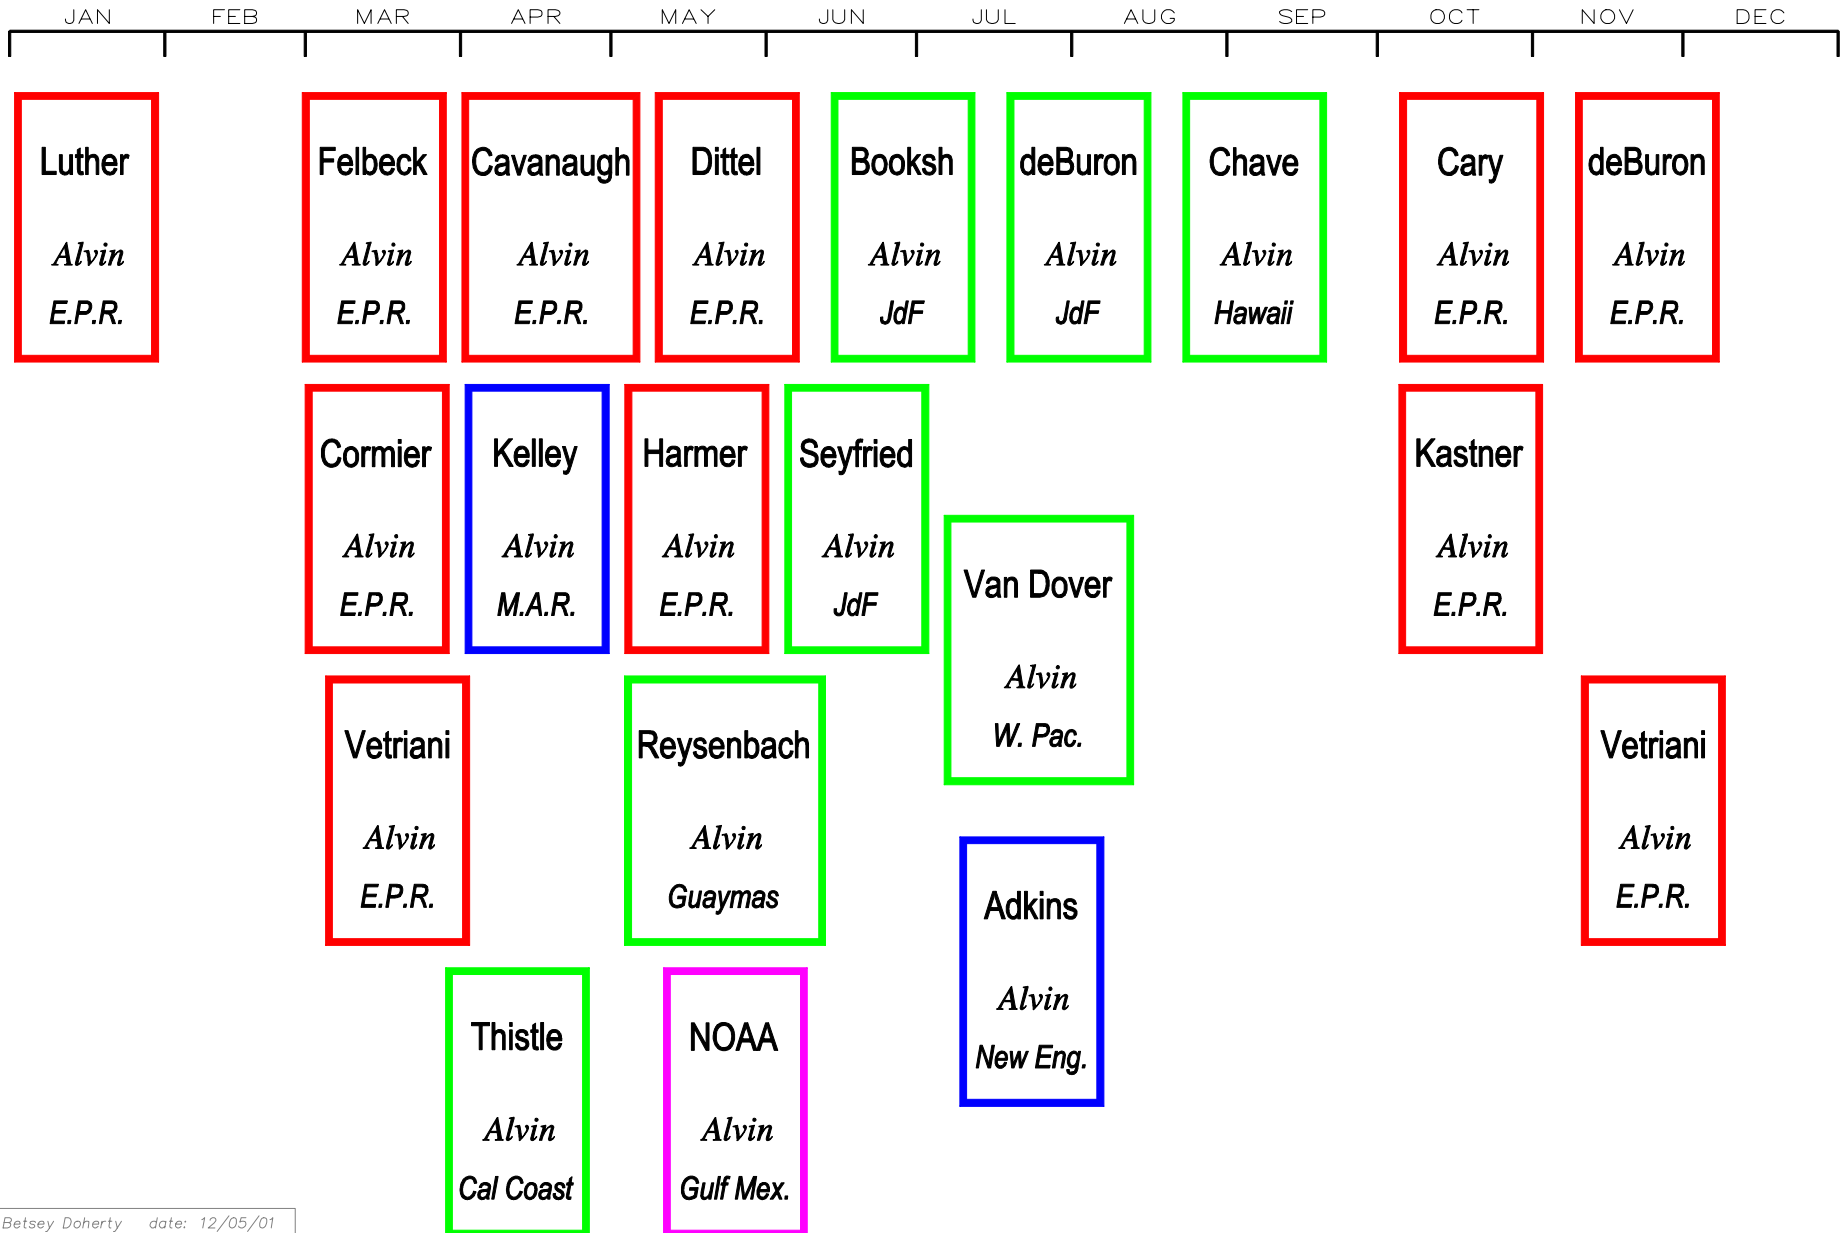 JAN FEB MAR APR MAY JUN JUL AUG SEP OCT NOV DEC
Luther
Alvin
E.P.R.
Felbeck
Alvin
E.P.R.
Cavanaugh
Alvin
E.P.R.
Dittel
Alvin
E.P.R.
Booksh
Alvin
JdF
deBuron
Alvin
JdF
Chave
Alvin
Hawaii
Cary
Alvin
E.P.R.
deBuron
Alvin
E.P.R.
Cormier
Alvin
E.P.R.
Kelley
Alvin
M.A.R.
Harmer
Alvin
E.P.R.
Seyfried
Alvin
JdF
Van Dover
Alvin
W. Pac.
Kastner
Alvin
E.P.R.
Vetriani
Alvin
E.P.R.
Reysenbach
Alvin
Guaymas
Adkins
Alvin
New Eng.
Vetriani
Alvin
E.P.R.
Thistle
Alvin
Cal Coast
NOAA
Alvin
Gulf Mex.
Betsey Doherty date: 12/05/01